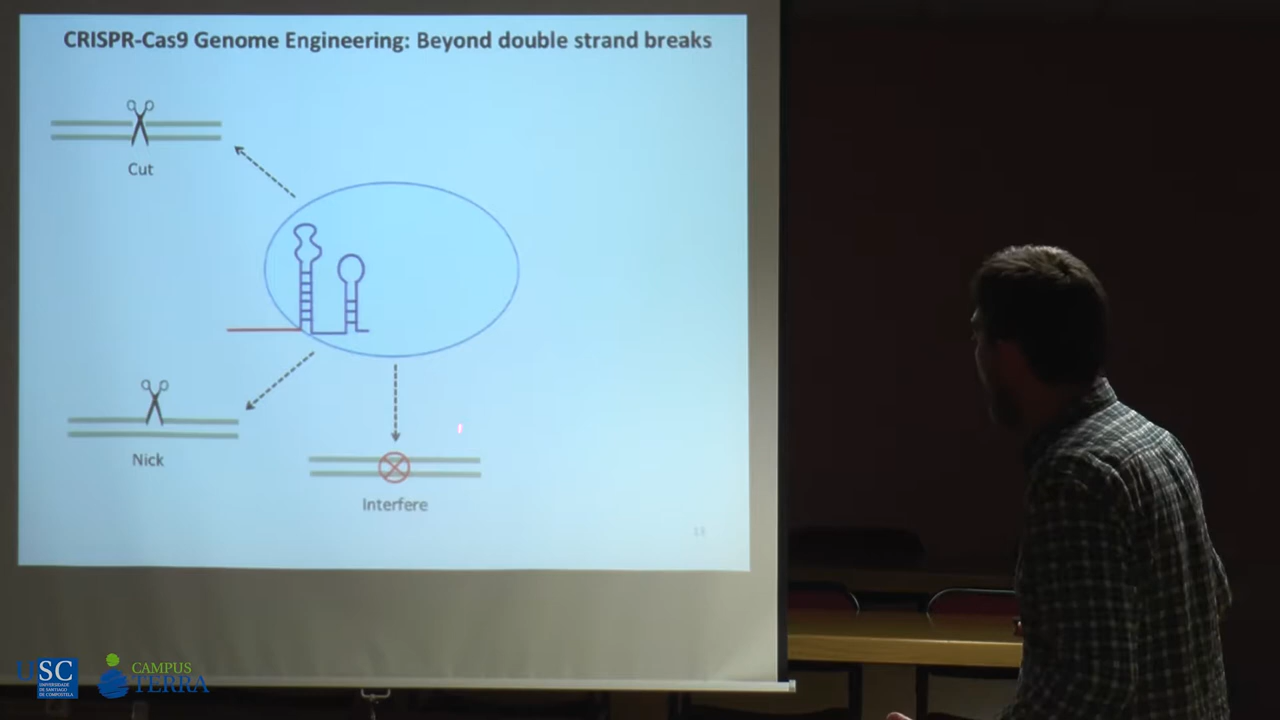 CRISPR-Cas9 Genome Engineering: Beyond double strand breaks
Cut
Nick
Interfere
USC
UNIVERSIDADE
DE SANTIAGO
DE COMPOSTELA
CAMPUS
TERRA